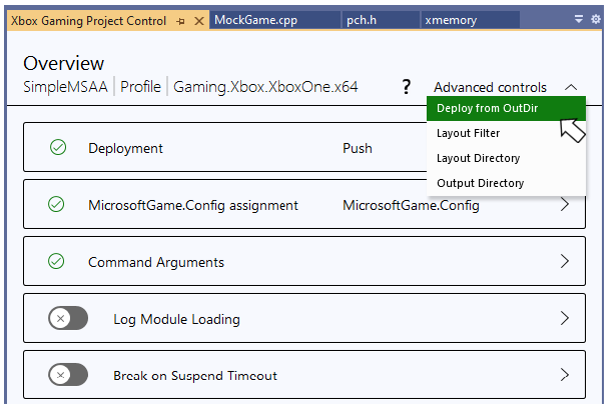 Xbox Gaming Project Control MockGame.cpp pch.h xmemory
Overview
SimpleMSAA Profile Gaming.Xbox.XboxOne.x64 ? Advanced controls
Deploy from OutDir
Layout Filter
Layout Directory
Output Directory
Deployment Push
MicrosoftGame.Config assignment MicrosoftGame.Config
Command Arguments
Log Module Loading
Break on Suspend Timeout